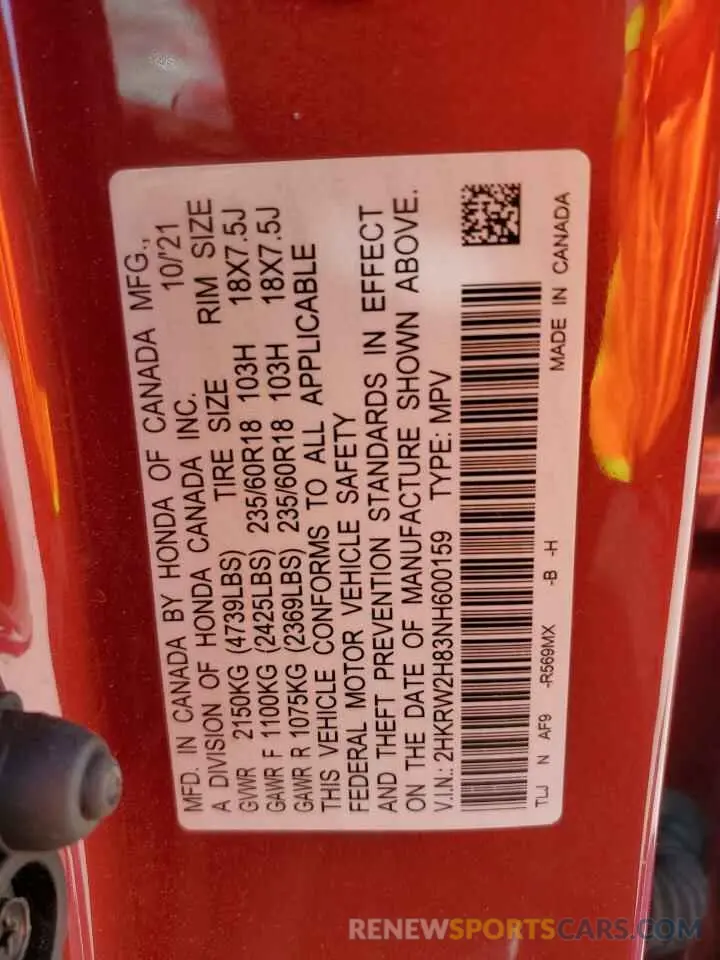 MFD. IN CANADA BY HONDA OF CANADA MFG.,
A DIVISION OF HONDA CANADA INC. 10/'21
TIRE SIZE RIM SIZE
GVWR 2150KG (4739LBS)
GAWR F 1100KG (2425LBS) 235/60R18 103H 18X7.5J
GAWR R 1075KG (2369LBS) 235/60R18 103H 18X7.5J
THIS VEHICLE CONFORMS TO ALL APPLICABLE
FEDERAL MOTOR VEHICLE SAFETY
AND THEFT PREVENTION STANDARDS IN EFFECT
ON THE DATE OF MANUFACTURE SHOWN ABOVE.
V.I.N.: 2HKRW2H83NH600159 TYPE: MPV
TLJ N AF9 -R569MX -B -H MADE IN CANADA
RENEWSPORTSCARS.COM